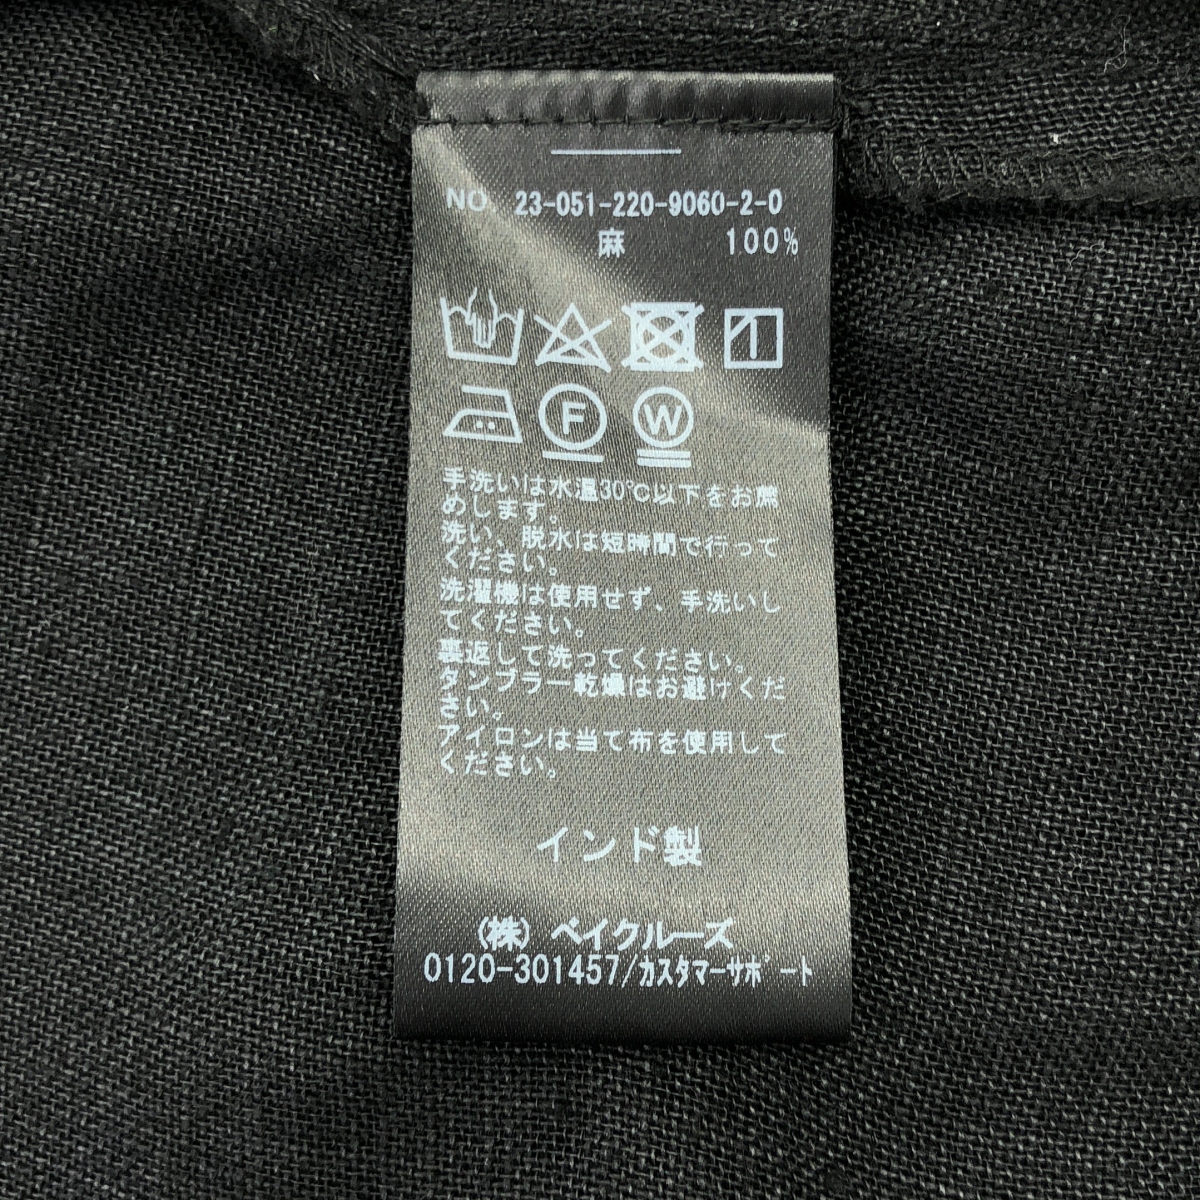 NO. 23-051-220-9060-2-0
麻 100%
F W
手洗いは水温30℃以下をお薦
めします。
洗い、脱水は短時間で行って
ください。
洗濯機は使用せず、手洗いし
てください。
裏返して洗ってください。
タンブラー乾燥はお避けくだ
さい。
アイロンは当て布を使用して
ください。
インド製
(株) ベイクルーズ
0120-301457/カスタマーサポート